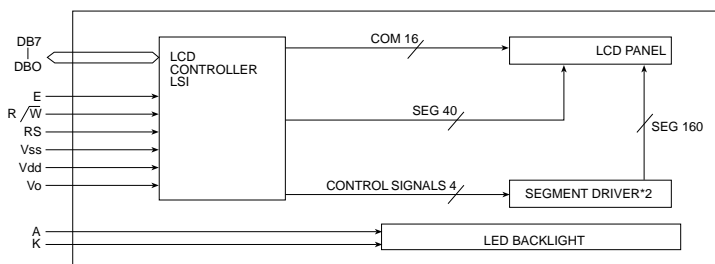 DB7
DBO
E
R / W̅
RS
Vss
Vdd
Vo
A
K
LCD
CONTROLLER
LSI
COM 16
LCD PANEL
SEG 40
SEG 160
CONTROL SIGNALS 4
SEGMENT DRIVER*2
LED BACKLIGHT